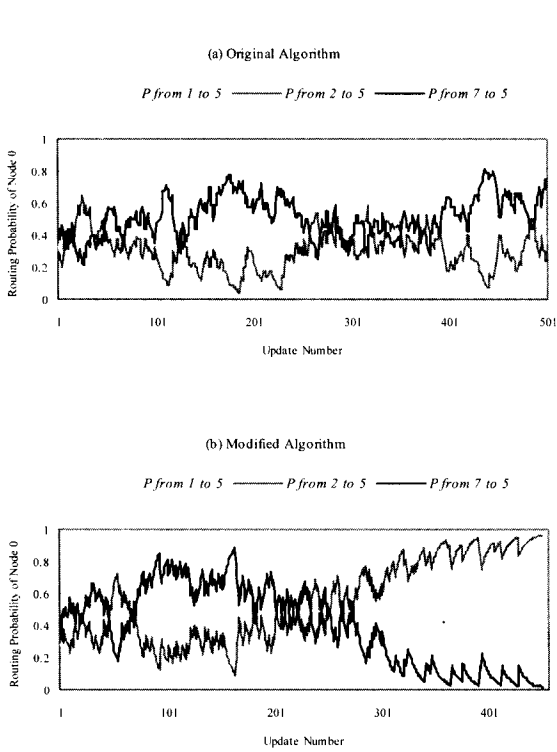 (a) Original Algorithm
P from 1 to 5 P from 2 to 5 P from 7 to 5
1
0.8
0.6
0.4
0.2
0
Routing Probability of Node 0
1 101 201 301 401 501
Update Number
(b) Modified Algorithm
P from 1 to 5 P from 2 to 5 P from 7 to 5
1
0.8
0.6
0.4
0.2
0
Routing Probability of Node 0
1 101 201 301 401
Update Number